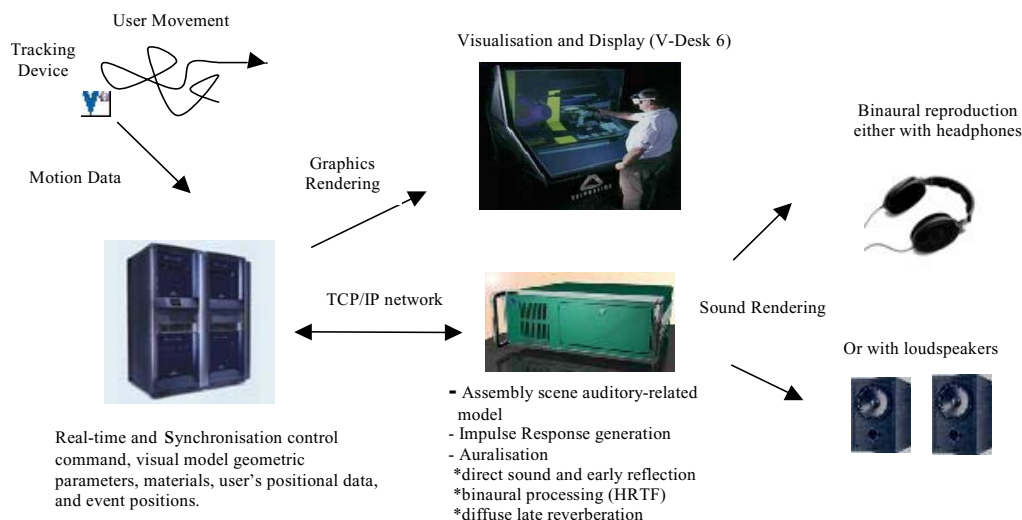 User Movement
Tracking
Device
Motion Data
Graphics
Rendering
Visualisation and Display (V-Desk 6)
Binaural reproduction
either with headphones
TCP/IP network
Sound Rendering
Or with loudspeakers
Real-time and Synchronisation control
command, visual model geometric
parameters, materials, user's positional data,
and event positions.
- Assembly scene auditory-related
model
- Impulse Response generation
- Auralisation
*direct sound and early reflection
*binaural processing (HRTF)
*diffuse late reverberation